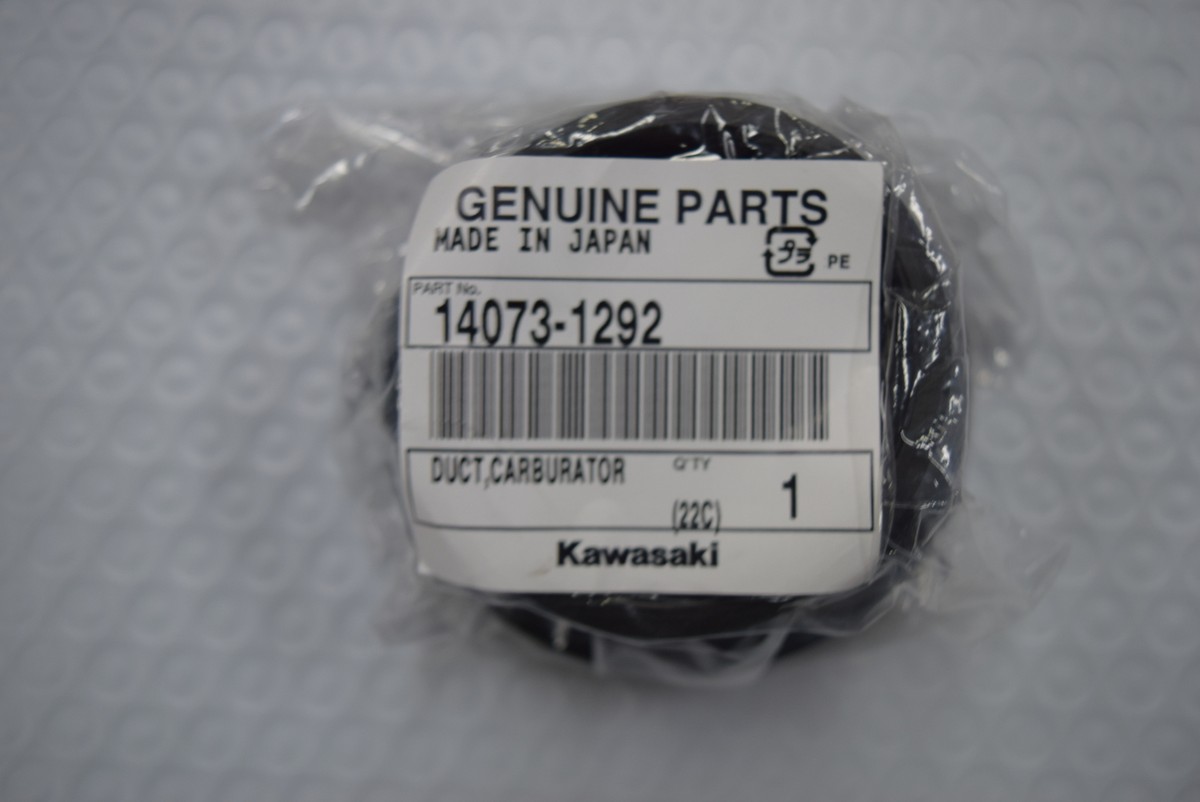 GENUINE PARTS
MADE IN JAPAN
プラ PE
PART No.
14073-1292
DUCT,CARBURATOR Q'TY
(22C) 1
Kawasaki